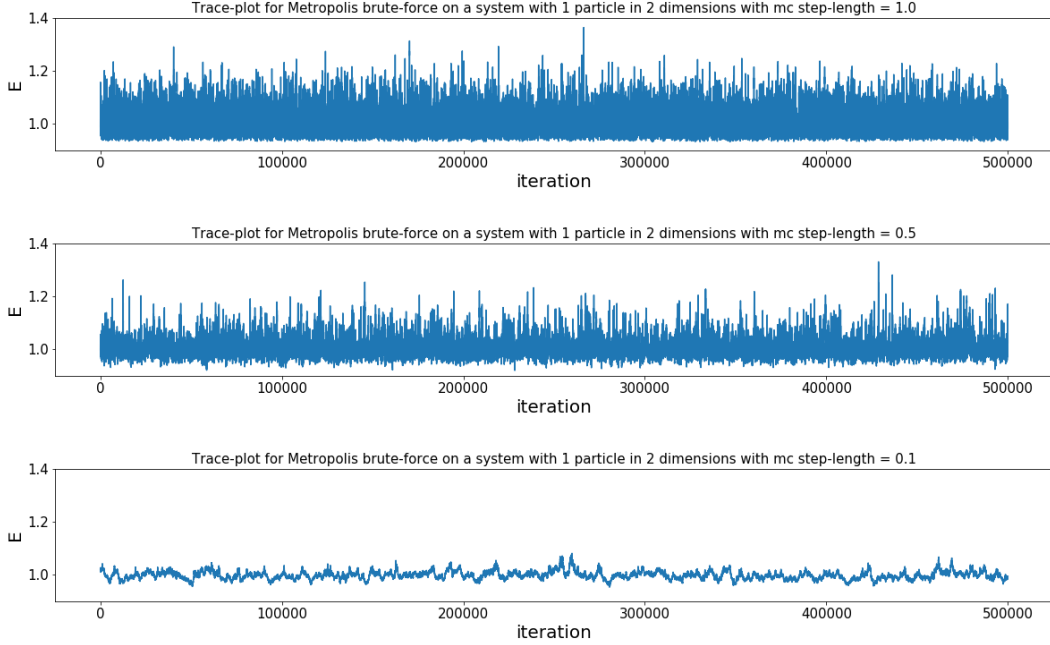 Trace-plot for Metropolis brute-force on a system with 1 particle in 2 dimensions with mc step-length = 1.0
1.4
1.2
1.0
E
0 100000 200000 300000 400000 500000
iteration
Trace-plot for Metropolis brute-force on a system with 1 particle in 2 dimensions with mc step-length = 0.5
1.4
1.2
1.0
E
0 100000 200000 300000 400000 500000
iteration
Trace-plot for Metropolis brute-force on a system with 1 particle in 2 dimensions with mc step-length = 0.1
1.4
1.2
1.0
E
0 100000 200000 300000 400000 500000
iteration